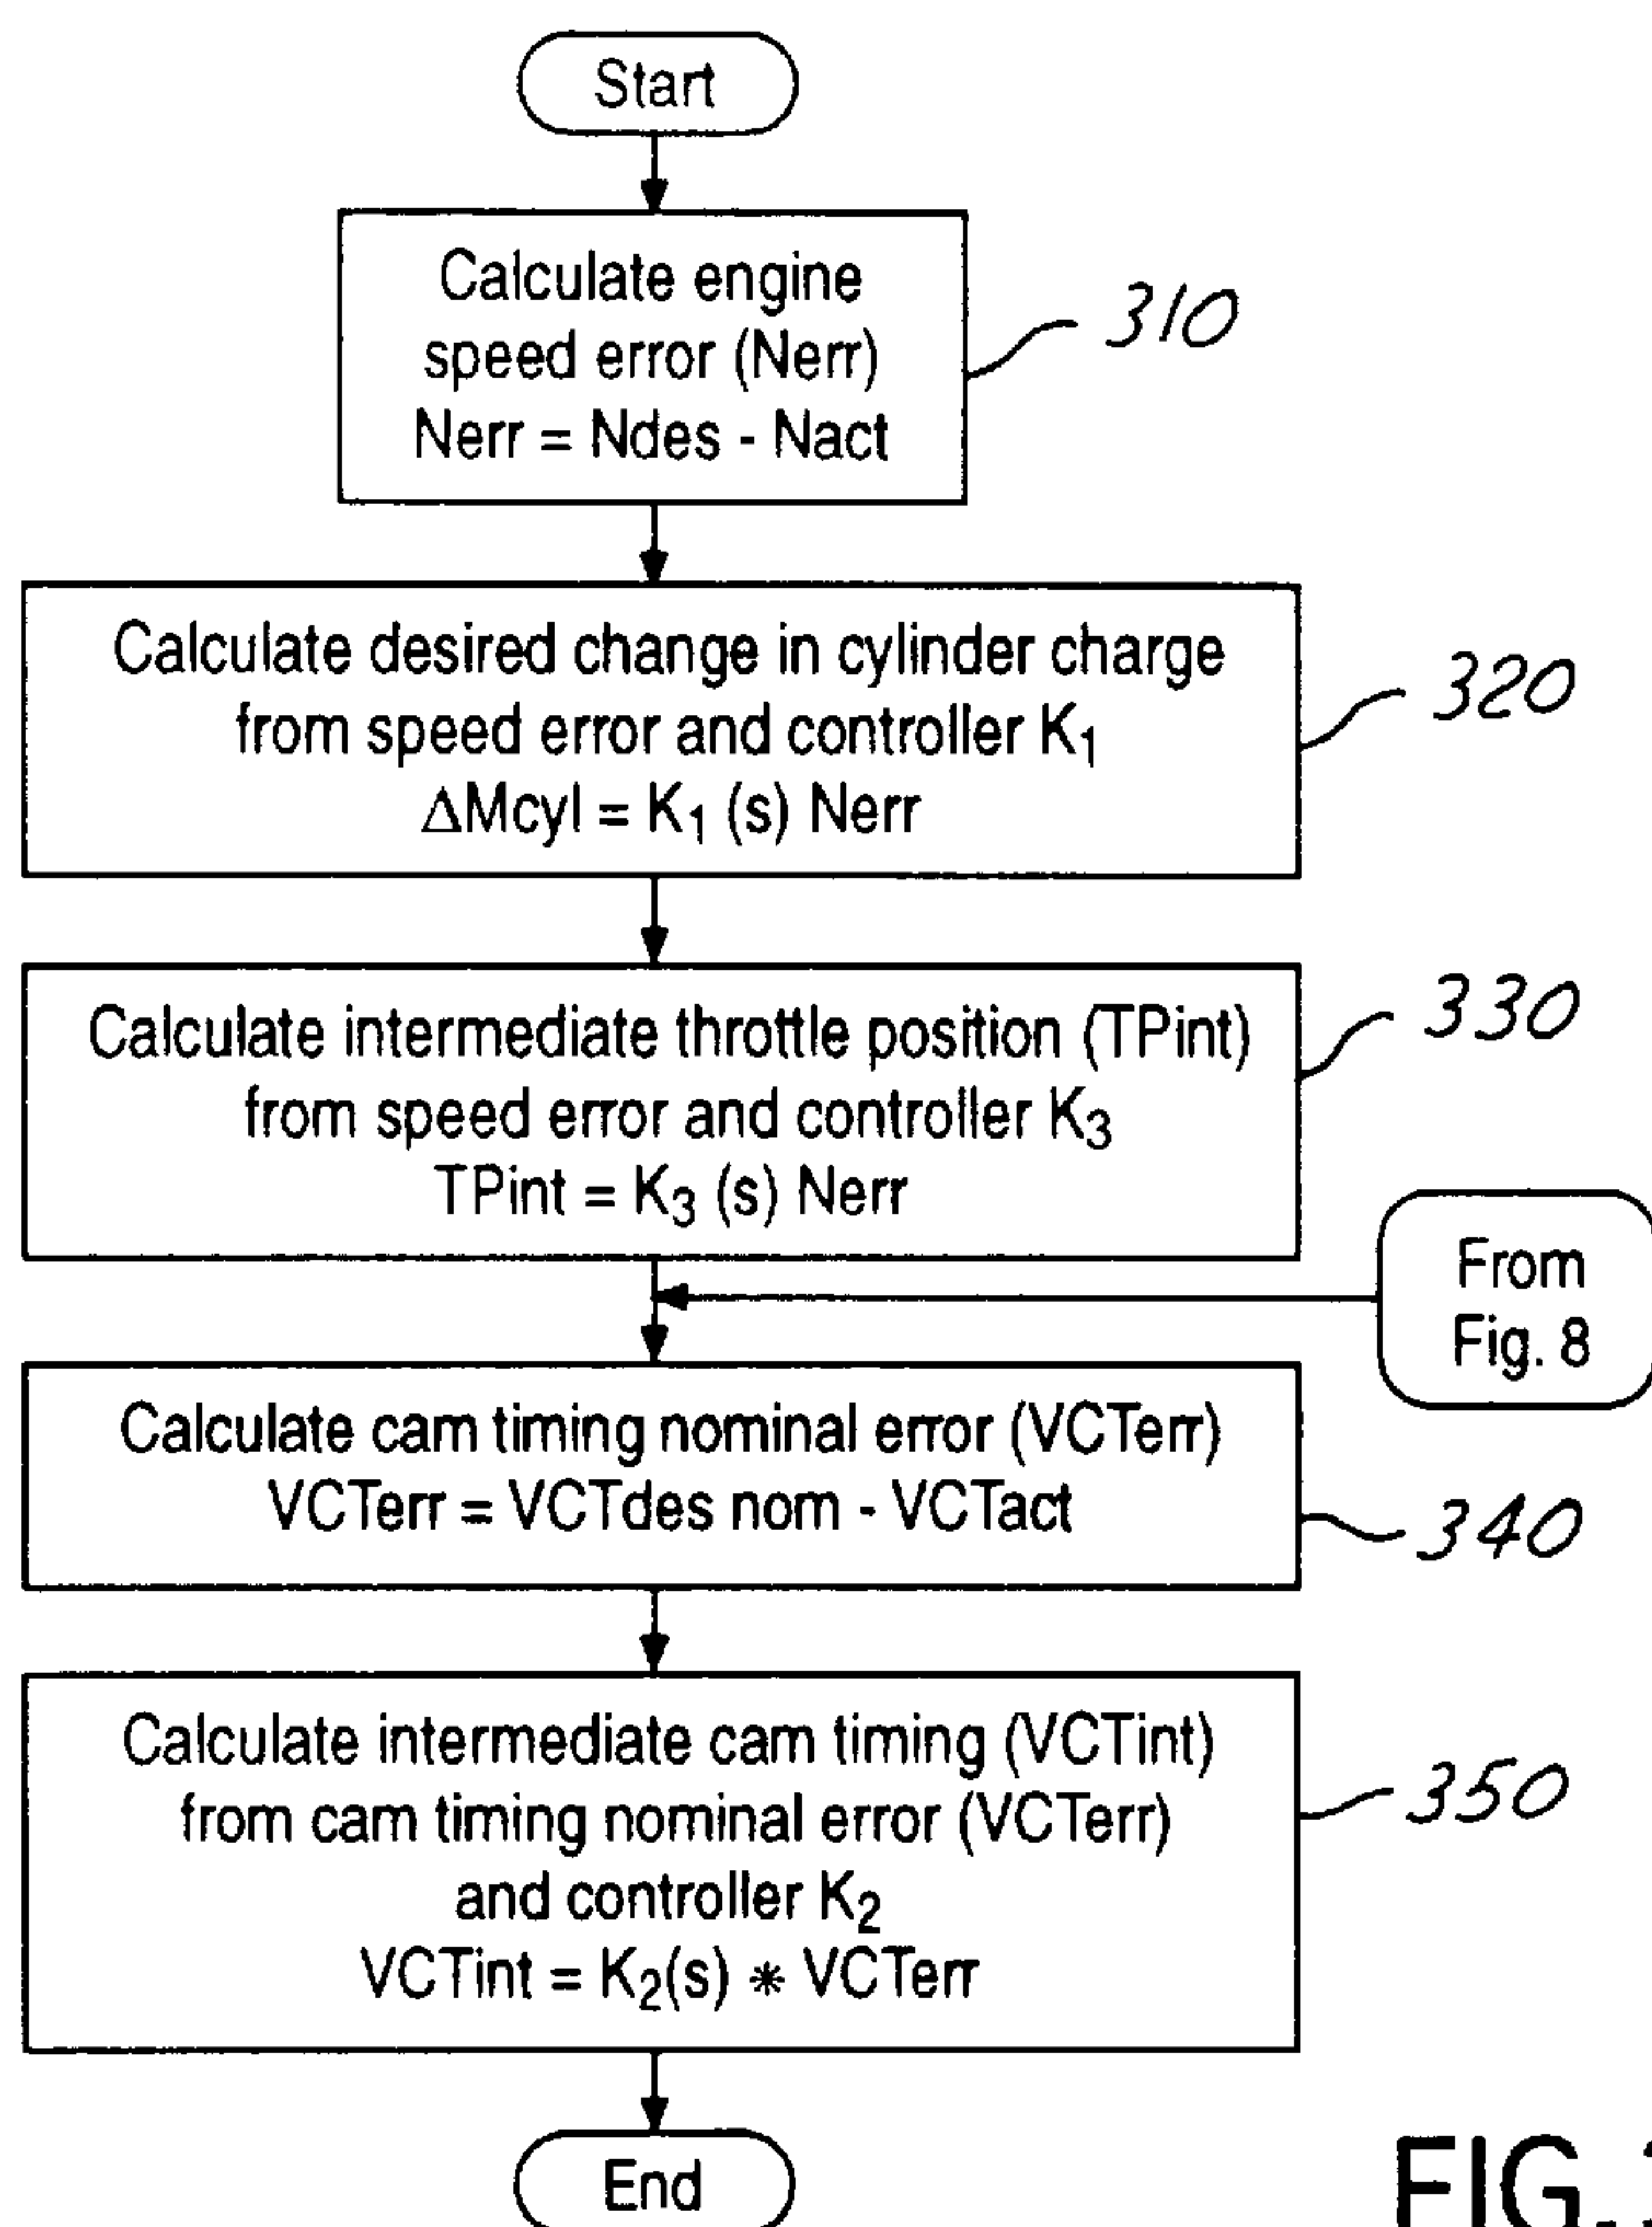 Start
Calculate engine
speed error (Nerr)
Nerr = Ndes - Nact
310
Calculate desired change in cylinder charge
from speed error and controller K₁
ΔMcyl = K₁ (s) Nerr
320
Calculate intermediate throttle position (TPint)
from speed error and controller K₃
TPint = K₃ (s) Nerr
330
From
Fig. 8
Calculate cam timing nominal error (VCTerr)
VCTerr = VCTdes nom - VCTact
340
Calculate intermediate cam timing (VCTint)
from cam timing nominal error (VCTerr)
and controller K₂
VCTint = K₂(s) * VCTerr
350
End
FIG.